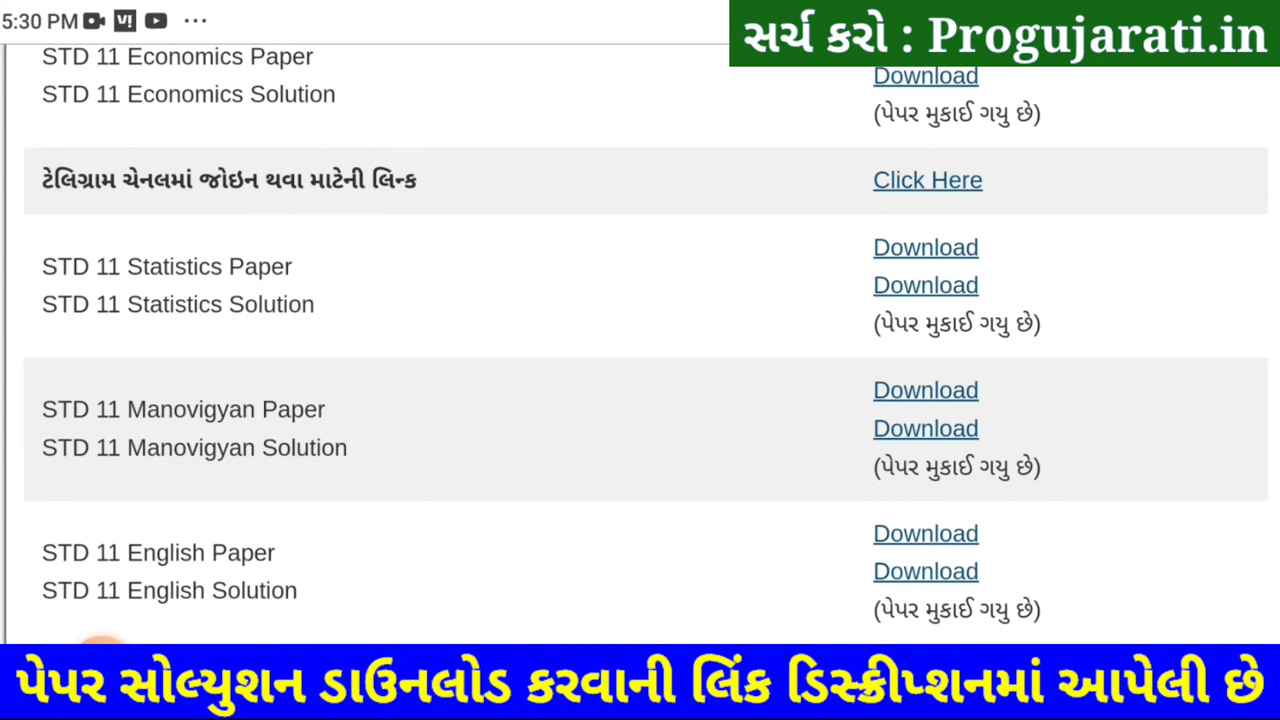 5:30 PM
સર્ચ કરો : Progujarati.in
STD 11 Economics Paper
STD 11 Economics Solution
Download
(પેપર મુકાઈ ગયુ છે)
ટેલિગ્રામ ચેનલમાં જોઇન થવા માટેની લિન્ક
Click Here
STD 11 Statistics Paper
STD 11 Statistics Solution
Download
Download
(પેપર મુકાઈ ગયુ છે)
STD 11 Manovigyan Paper
STD 11 Manovigyan Solution
Download
Download
(પેપર મુકાઈ ગયુ છે)
STD 11 English Paper
STD 11 English Solution
Download
Download
(પેપર મુકાઈ ગયુ છે)
પેપર સોલ્યુશન ડાઉનલોડ કરવાની લિંક ડિસ્ક્રીપ્શનમાં આપેલી છે